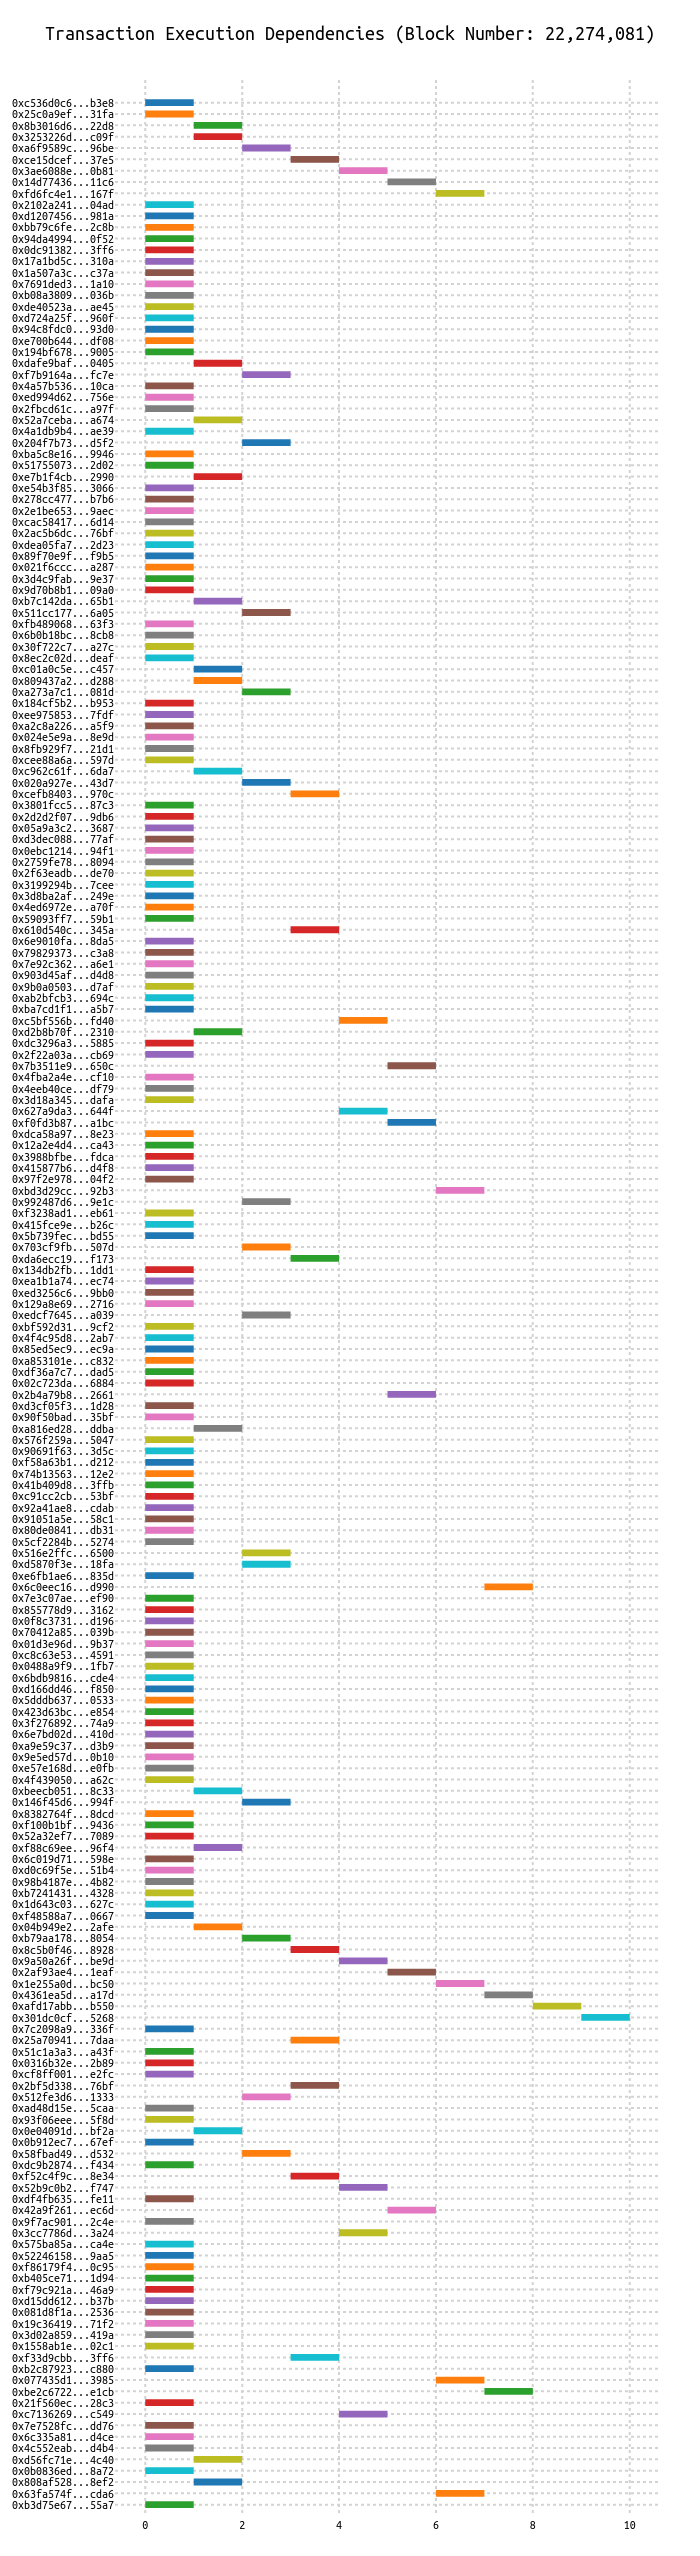 Transaction Execution Dependencies (Block Number: 22,274,081)
0xc536d0c6...b3e8
0x25c0a9ef...31fa
0x8b3016d6...22d8
0x3253226d...c09f
0xa6f9589c...96be
0xce15dcef...37e5
0x3ae6088e...0b81
0x14d77436...11c6
0xfd6fc4e1...167f
0x2102a241...04ad
0xd1207456...981a
0xbb79c6fe...2c8b
0x94da4994...0f52
0x0dc91382...3ff6
0x17a1bd5c...310a
0x1a507a3c...c37a
0x7691ded3...1a10
0xb08a3809...036b
0xde40523a...ae45
0xd724a25f...960f
0x94c8fdc0...93d0
0xe700b644...df08
0x194bf678...9005
0xdafe9baf...0405
0xf7b9164a...fc7e
0x4a57b536...10ca
0xed994d62...756e
0x2fbcd61c...a97f
0x52a7ceba...a674
0x4a1db9b4...ae39
0x204f7b73...d5f2
0xba5c8e16...9946
0x51755073...2d02
0xe7b1f4cb...2990
0xe54b3f85...3066
0x278cc477...b7b6
0x2e1be653...9aec
0xcac58417...6d14
0x2ac5b6dc...76bf
0xdea05fa7...2d23
0x89f70e9f...f9b5
0x021f6ccc...a287
0x3d4c9fab...9e37
0x9d70b8b1...09a0
0xb7c142da...65b1
0x511cc177...6a05
0xfb489068...63f3
0x6b0b18bc...8cb8
0x30f722c7...a27c
0x8ec2c02d...deaf
0xc01a0c5e...c457
0x809437a2...d288
0xa273a7c1...081d
0x184cf5b2...b953
0xee975853...7fdf
0xa2c8a226...a5f9
0x024e5e9a...8e9d
0x8fb929f7...21d1
0xcee88a6a...597d
0xc962c61f...6da7
0x020a927e...43d7
0xcefb8403...970c
0x3801fcc5...87c3
0x2d2d2f07...9db6
0x05a9a3c2...3687
0xd3dec088...77af
0x0ebc1214...94f1
0x2759fe78...8094
0x2f63eadb...de70
0x3199294b...7cee
0x3d8ba2af...249e
0x4ed6972e...a70f
0x59093ff7...59b1
0x610d540c...345a
0x6e9010fa...8da5
0x79829373...c3a8
0x7e92c362...a6e1
0x903d45af...d4d8
0x9b0a0503...d7af
0xab2bfcb3...694c
0xba7cd1f1...a5b7
0xc5bf556b...fd40
0xd2b8b70f...2310
0xdc3296a3...5885
0x2f22a03a...cb69
0x7b3511e9...650c
0x4fba2a4e...cf10
0x4eeb40ce...df79
0x3d18a345...dafa
0x627a9da3...644f
0xf0fd3b87...a1bc
0xdca58a97...8e23
0x12a2e4d4...ca43
0x3988bfbe...fdca
0x415877b6...d4f8
0x97f2e978...04f2
0xbd3d29cc...92b3
0x992487d6...9e1c
0xf3238ad1...eb61
0x415fce9e...b26c
0x5b739fec...bd55
0x703cf9fb...507d
0xda6ecc19...f173
0x134db2fb...1dd1
0xea1b1a74...ec74
0xed3256c6...9bb0
0x129a8e69...2716
0xedcf7645...a039
0xbf592d31...9cf2
0x4f4c95d8...2ab7
0x85ed5ec9...ec9a
0xa853101e...c832
0xdf36a7c7...dad5
0x02c723da...6884
0x2b4a79b8...2661
0xd3cf05f3...1d28
0x90f50bad...35bf
0xa816ed28...ddba
0x576f259a...5047
0x90691f63...3d5c
0xf58a63b1...d212
0x74b13563...12e2
0x41b409d8...3ffb
0xc91cc2cb...53bf
0x92a41ae8...cdab
0x91051a5e...58c1
0x80de0841...db31
0x5cf2284b...5274
0x516e2ffc...6500
0xd5870f3e...18fa
0xe6fb1ae6...835d
0x6c0eec16...d990
0x7e3c07ae...ef90
0x855778d9...3162
0x0f8c3731...d196
0x70412a85...039b
0x01d3e96d...9b37
0xc8c63e53...4591
0x0488a9f9...1fb7
0x6bdb9816...cde4
0xd166dd46...f850
0x5dddb637...0533
0x423d63bc...e854
0x3f276892...74a9
0x6e7bd02d...410d
0xa9e59c37...d3b9
0x9e5ed57d...0b10
0xe57e168d...e0fb
0x4f439050...a62c
0xbeecb051...8c33
0x146f45d6...994f
0x8382764f...8dcd
0xf100b1bf...9436
0x52a32ef7...7089
0xf88c69ee...96f4
0x6c019d71...598e
0xd0c69f5e...51b4
0x98b4187e...4b82
0xb7241431...4328
0x1d643c03...627c
0xf48588a7...0667
0x04b949e2...2afe
0xb79aa178...8054
0x8c5b0f46...8928
0x9a50a26f...be9d
0x2af93ae4...1eaf
0x1e255a0d...bc50
0x4361ea5d...a17d
0xafd17abb...b550
0x301dc0cf...5268
0x7c2098a9...336f
0x25a70941...7daa
0x51c1a3a3...a43f
0x0316b32e...2b89
0xcf8ff001...e2fc
0x2bf5d338...76bf
0x512fe3d6...1333
0xad48d15e...5caa
0x93f06eee...5f8d
0x0e04091d...bf2a
0x0b912ec7...67ef
0x58fbad49...d532
0xdc9b2874...f434
0xf52c4f9c...8e34
0x52b9c0b2...f747
0xdf4fb635...fe11
0x42a9f261...ec6d
0x9f7ac901...2c4e
0x3cc7786d...3a24
0x575ba85a...ca4e
0x52246158...9aa5
0xf86179f4...0c95
0xb405ce71...1d94
0xf79c921a...46a9
0xd15dd612...b37b
0x081d8f1a...2536
0x19c36419...71f2
0x3d02a859...419a
0x1558ab1e...02c1
0xf33d9cbb...3ff6
0xb2c87923...c880
0x077435d1...3985
0xbe2c6722...e1cb
0x21f560ec...28c3
0xc7136269...c549
0x7e7528fc...dd76
0x6c335a81...d4ce
0x4c552eab...d4b4
0xd56fc71e...4c40
0x0b0836ed...8a72
0x808af528...8ef2
0x63fa574f...cda6
0xb3d75e67...55a7
0 2 4 6 8 10